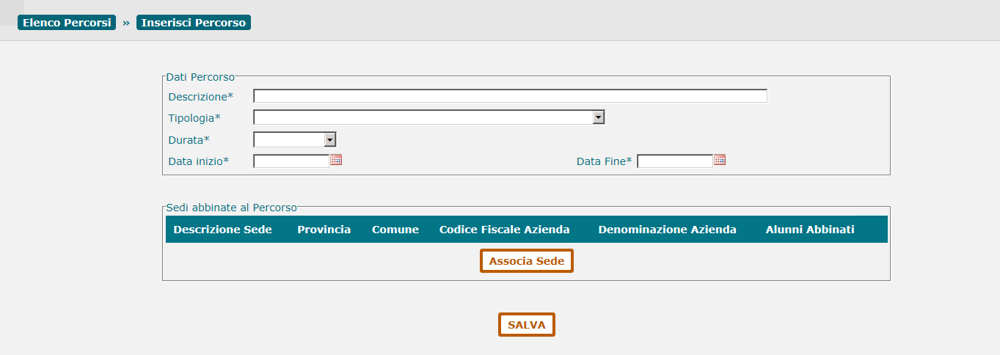 Elenco Percorsi » Inserisci Percorso
Dati Percorso
Descrizione*
Tipologia*
Durata*
Data inizio* Data Fine*
Sedi abbinate al Percorso
Descrizione Sede Provincia Comune Codice Fiscale Azienda Denominazione Azienda Alunni Abbinati
Associa Sede
SALVA